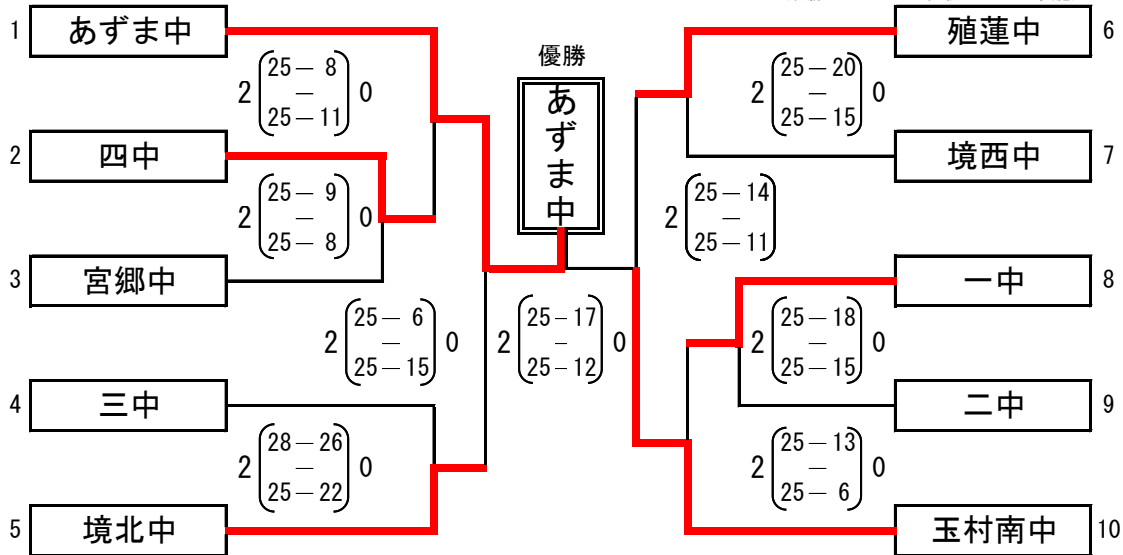 1 あずま中
2 (25－8 － 25－11) 0
2 四中
2 (25－9 － 25－8) 0
3 宮郷中
2 (25－6 － 25－15) 0
4 三中
2 (28－26 － 25－22) 0
5 境北中
優勝
あずま中
2 (25－17 － 25－12) 0
殖蓮中 6
2 (25－20 － 25－15) 0
境西中 7
2 (25－14 － 25－11)
一中 8
2 (25－18 － 25－15) 0
二中 9
2 (25－13 － 25－6) 0
玉村南中 10